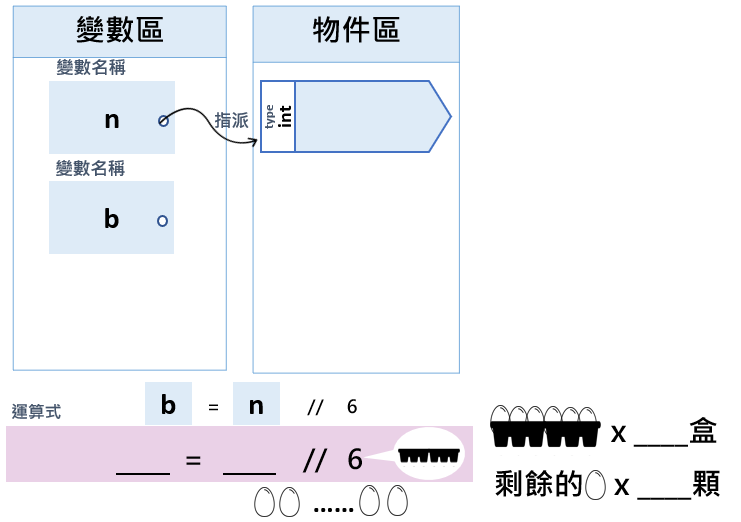 變數區
物件區
變數名稱
n
指派
type
int
變數名稱
b
運算式
b = n // 6
____ = ____ // 6
......
x ____盒
剩餘的 x ____顆